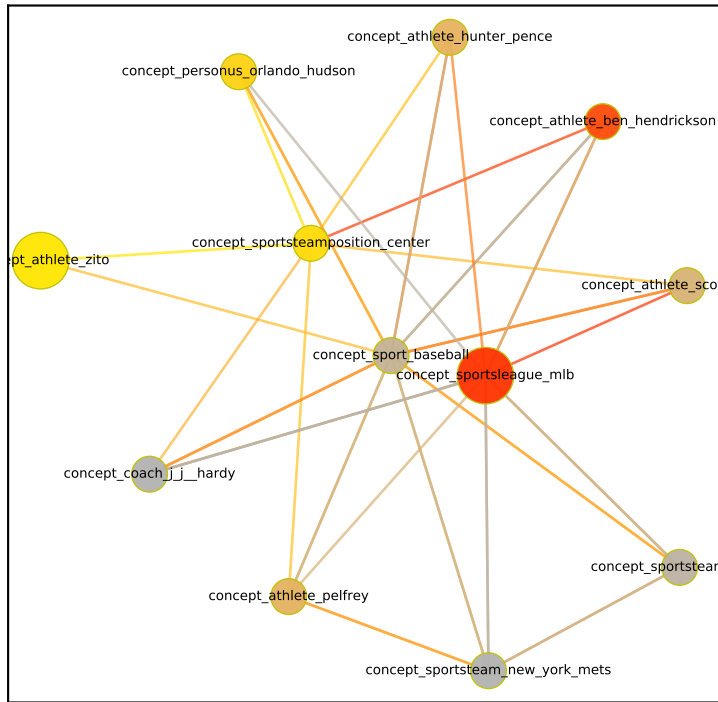 concept_athlete_hunter_pence
concept_personus_orlando_hudson
concept_athlete_ben_hendrickson
concept_sportsteamposition_center
ept_athlete_zito
concept_athlete_sco
concept_sport_baseball
concept_sportsleague_mlb
concept_coach_j_j__hardy
concept_sportsteam
concept_athlete_pelfrey
concept_sportsteam_new_york_mets